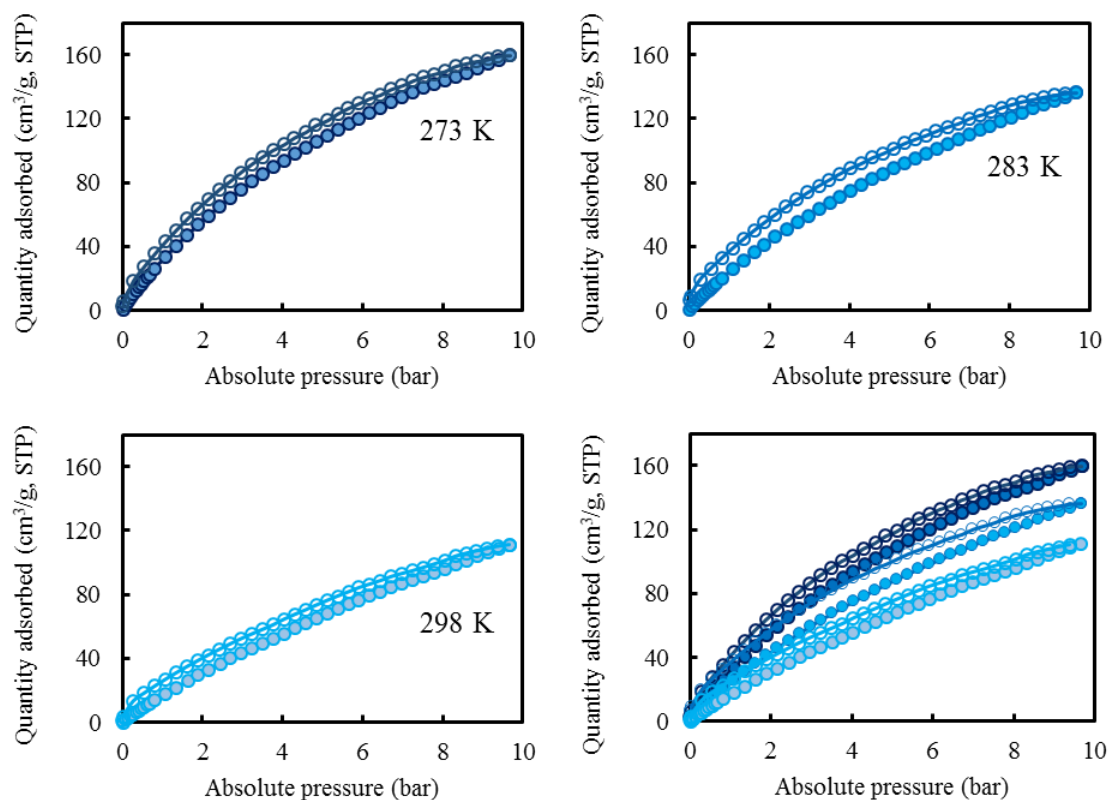 Quantity adsorbed (cm³/g, STP)
160
120
80
40
0
273 K
0 2 4 6 8 10
Absolute pressure (bar)
Quantity adsorbed (cm³/g, STP)
160
120
80
40
0
283 K
0 2 4 6 8 10
Absolute pressure (bar)
Quantity adsorbed (cm³/g, STP)
160
120
80
40
0
298 K
0 2 4 6 8 10
Absolute pressure (bar)
Quantity adsorbed (cm³/g, STP)
160
120
80
40
0
0 2 4 6 8 10
Absolute pressure (bar)